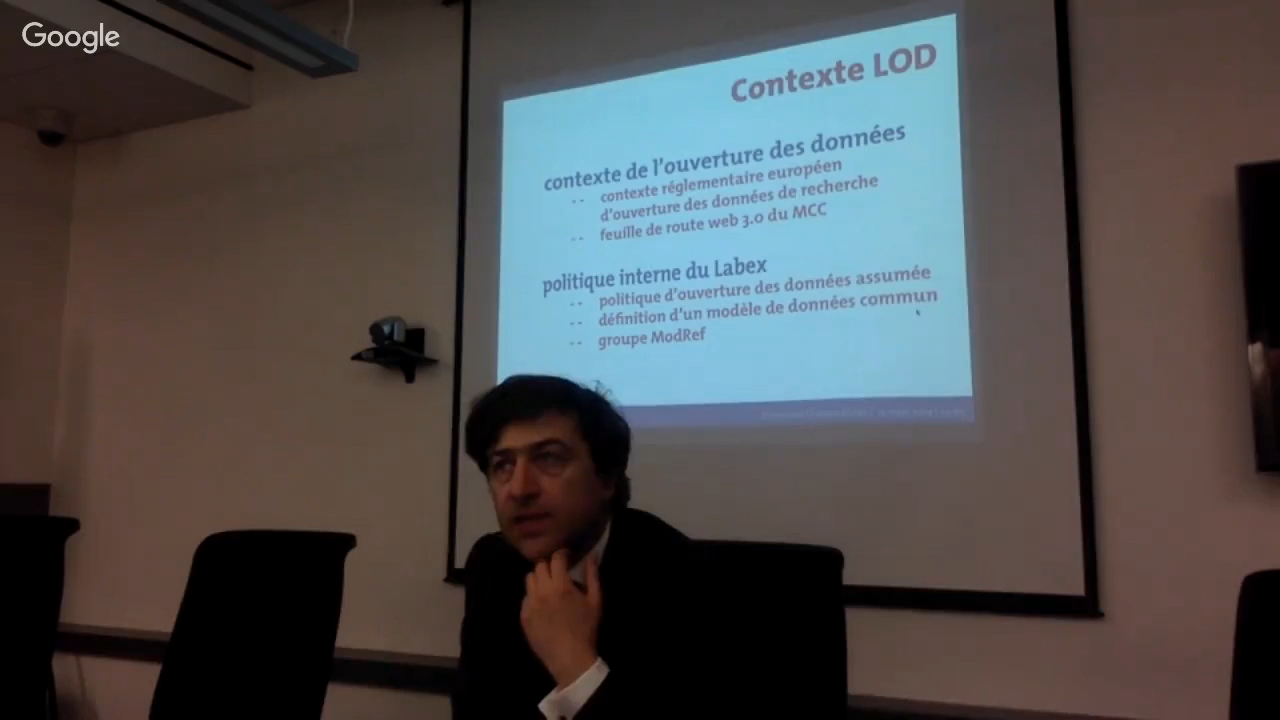 Google
Contexte LOD
contexte de l'ouverture des données
-- contexte réglementaire européen
d'ouverture des données de recherche
-- feuille de route web 3.0 du MCC
politique interne du Labex
-- politique d'ouverture des données assumée
-- définition d'un modèle de données commun
-- groupe ModRef